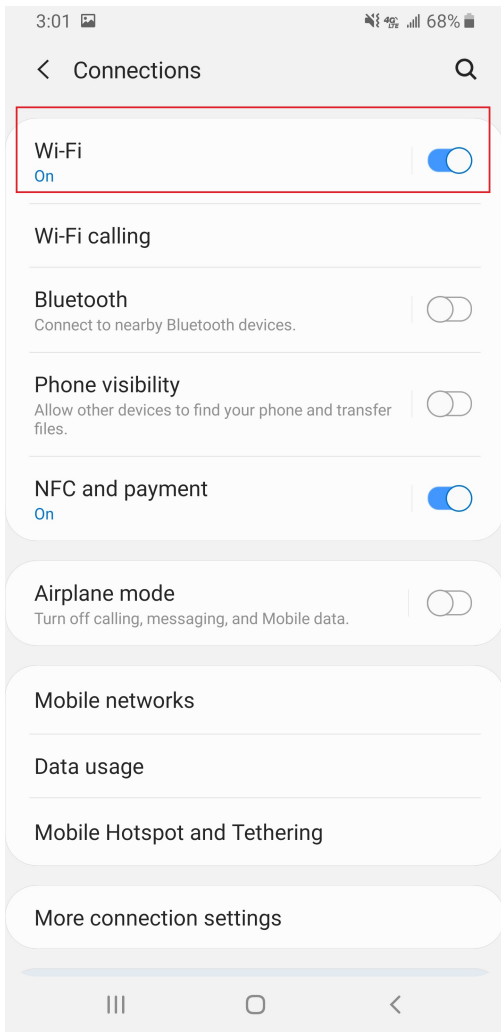 3:01 4G LTE 68%
Connections
Wi-Fi
On
Wi-Fi calling
Bluetooth
Connect to nearby Bluetooth devices.
Phone visibility
Allow other devices to find your phone and transfer
files.
NFC and payment
On
Airplane mode
Turn off calling, messaging, and Mobile data.
Mobile networks
Data usage
Mobile Hotspot and Tethering
More connection settings